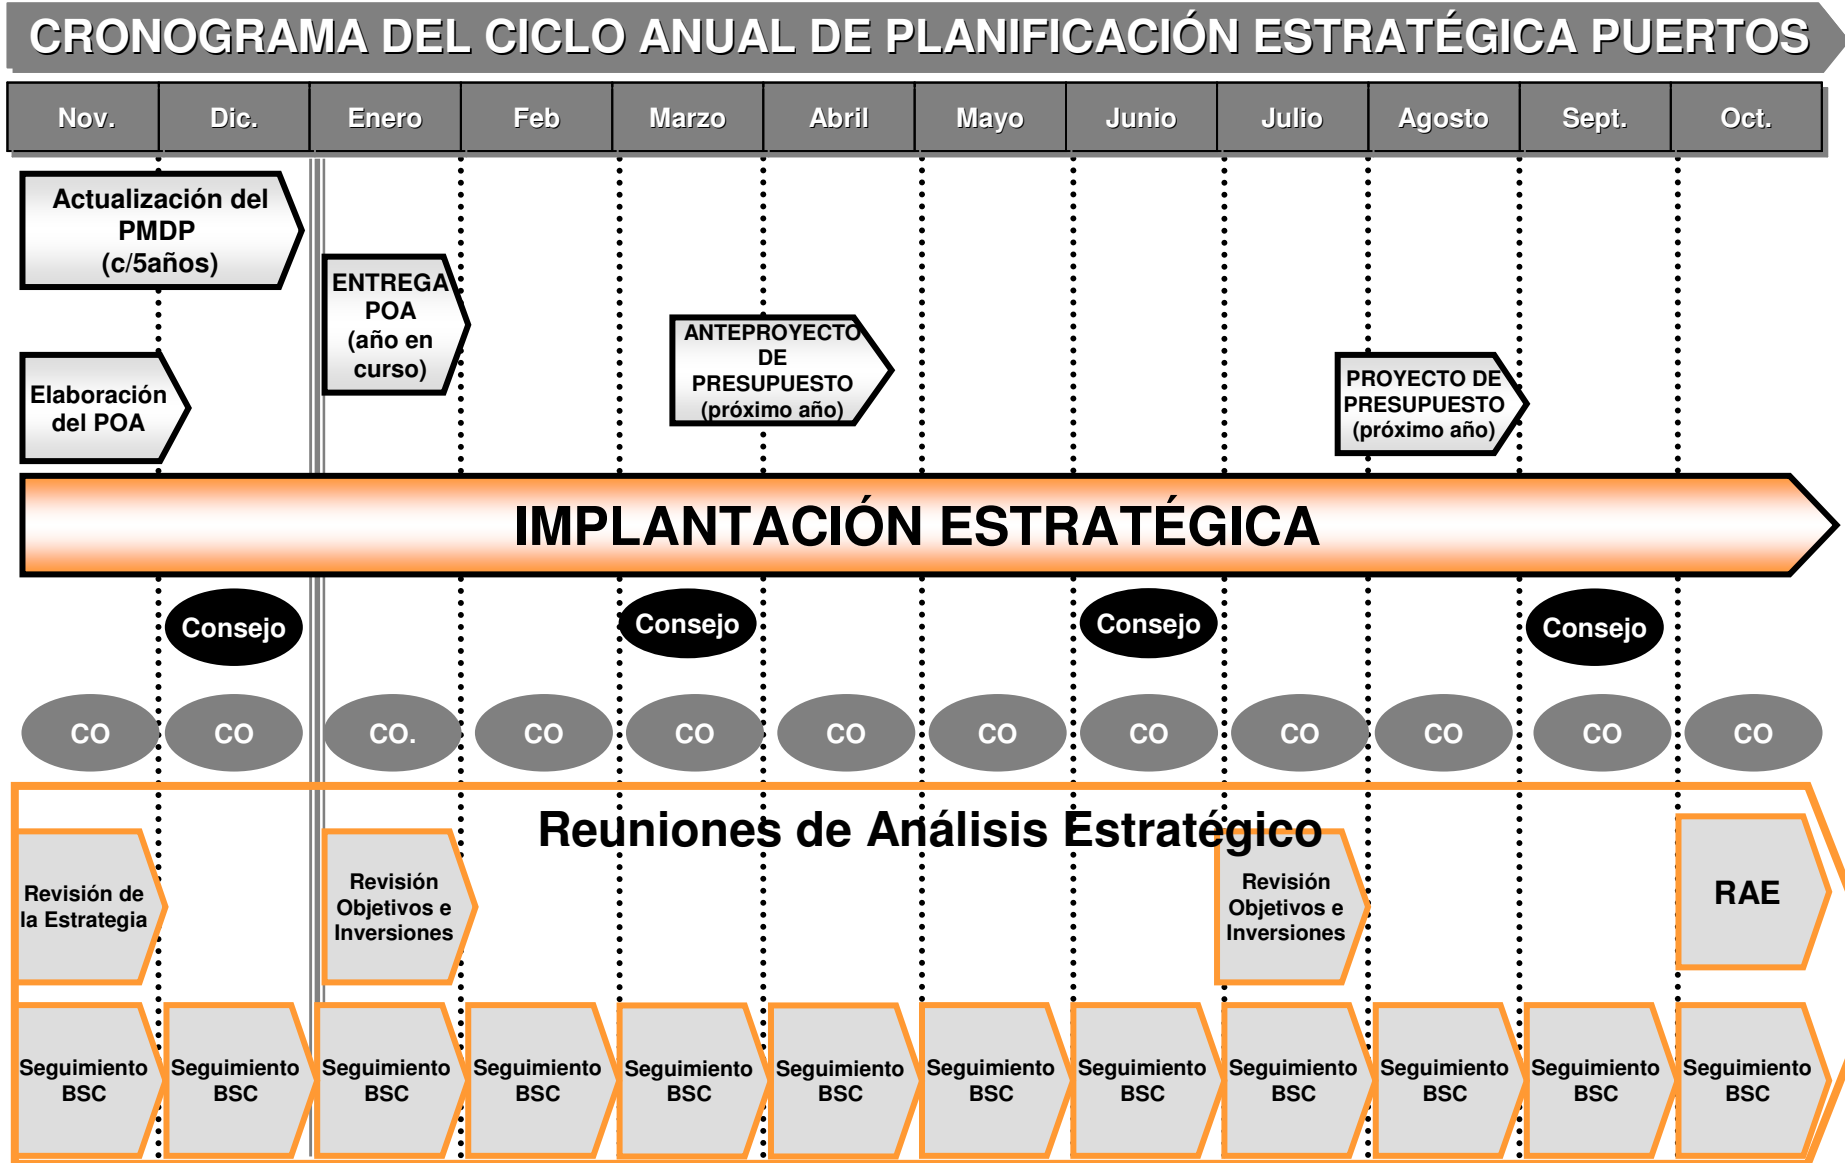 CRONOGRAMA DEL CICLO ANUAL DE PLANIFICACIÓN ESTRATÉGICA PUERTOS
Nov. Dic. Enero Feb Marzo Abril Mayo Junio Julio Agosto Sept. Oct.
Actualización del
PMDP
(c/5años)
Elaboración
del POA
ENTREGA
POA
(año en
curso)
ANTEPROYECTO
DE
PRESUPUESTO
(próximo año)
PROYECTO DE
PRESUPUESTO
(próximo año)
IMPLANTACIÓN ESTRATÉGICA
Consejo Consejo Consejo Consejo
CO CO CO. CO CO CO CO CO CO CO CO CO
Reuniones de Análisis Estratégico
Revisión de
la Estrategia
Revisión
Objetivos e
Inversiones
Revisión
Objetivos e
Inversiones
RAE
Seguimiento
BSC
Seguimiento
BSC
Seguimiento
BSC
Seguimiento
BSC
Seguimiento
BSC
Seguimiento
BSC
Seguimiento
BSC
Seguimiento
BSC
Seguimiento
BSC
Seguimiento
BSC
Seguimiento
BSC
Seguimiento
BSC